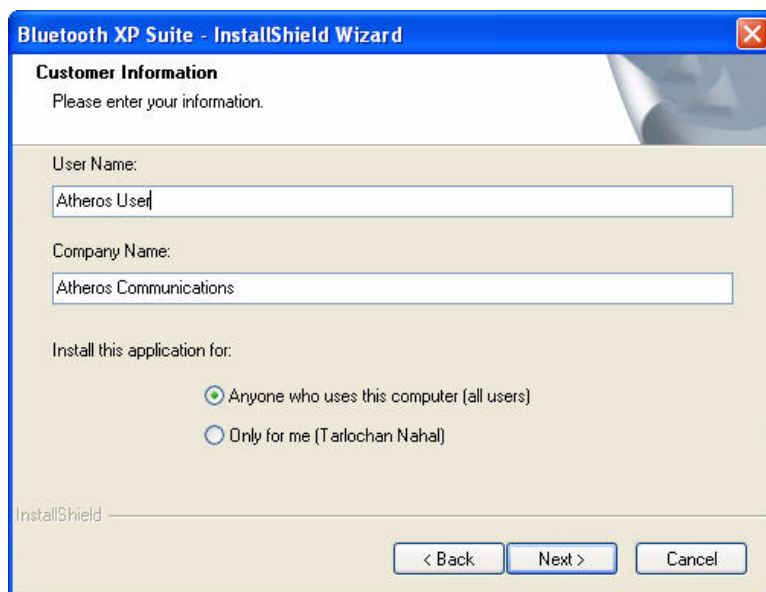 Bluetooth XP Suite - InstallShield Wizard
Customer Information
Please enter your information.
User Name:
Atheros User
Company Name:
Atheros Communications
Install this application for:
Anyone who uses this computer (all users)
Only for me (Tarlochan Nahal)
InstallShield
< Back Next > Cancel